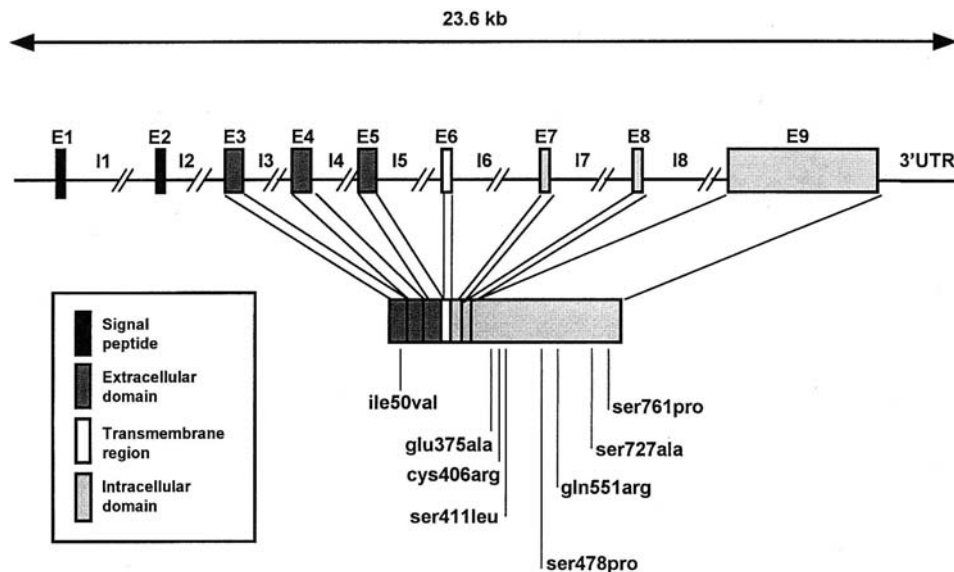 23.6 kb
E1 E2 E3 E4 E5 E6 E7 E8 E9
I1 I2 I3 I4 I5 I6 I7 I8 3'UTR
Signal
peptide
Extracellular
domain
Transmembrane
region
Intracellular
domain
ile50val
glu375ala
cys406arg
ser411leu
ser478pro
gln551arg
ser727ala
ser761pro